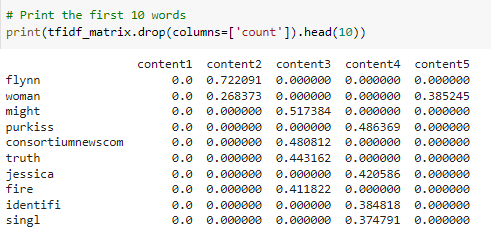 # Print the first 10 words
print(tfidf_matrix.drop(columns=['count']).head(10))
content1 content2 content3 content4 content5
flynn 0.0 0.722091 0.000000 0.000000 0.000000
woman 0.0 0.268373 0.000000 0.000000 0.385245
might 0.0 0.000000 0.517384 0.000000 0.000000
purkiss 0.0 0.000000 0.000000 0.486369 0.000000
consortiumnewscom 0.0 0.000000 0.480812 0.000000 0.000000
truth 0.0 0.000000 0.443162 0.000000 0.000000
jessica 0.0 0.000000 0.000000 0.420586 0.000000
fire 0.0 0.000000 0.411822 0.000000 0.000000
identifi 0.0 0.000000 0.000000 0.384818 0.000000
singl 0.0 0.000000 0.000000 0.374791 0.000000